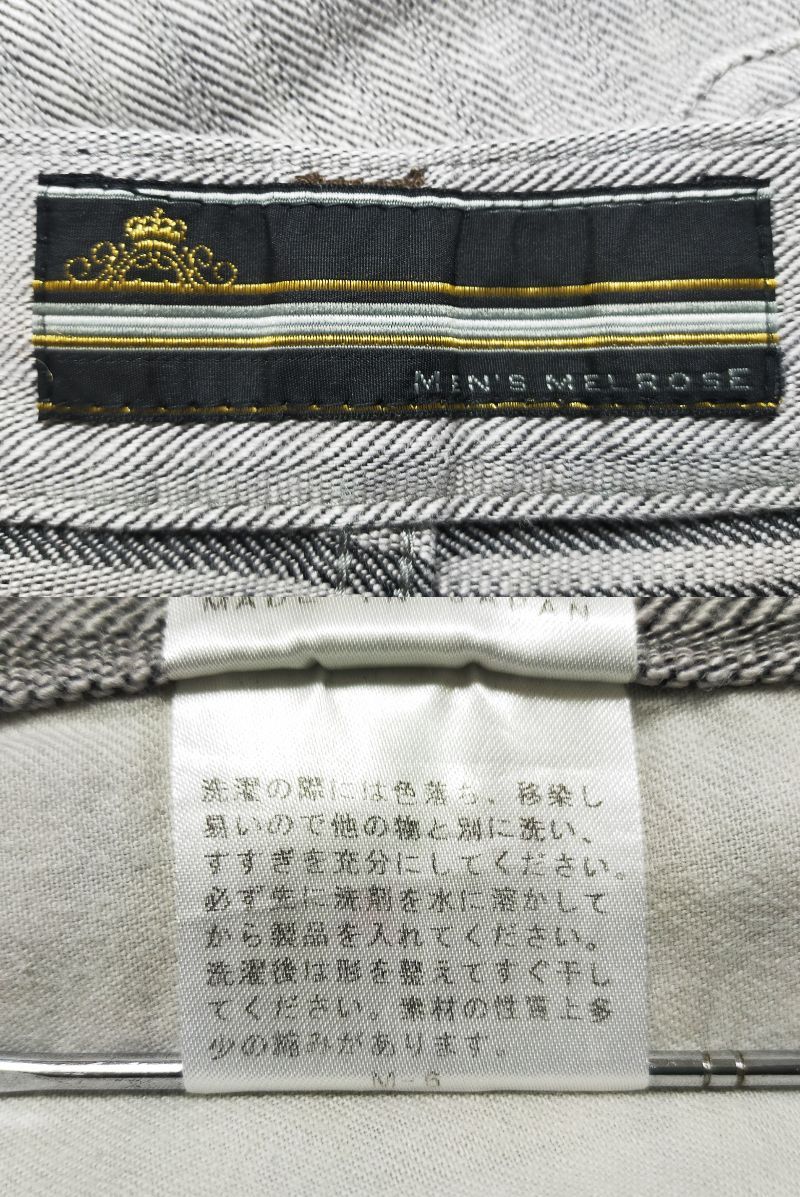 MEN'S MELROSE
MADE IN JAPAN
洗濯の際には色落ち、移染し
易いので他の物と別に洗い、
すすぎを充分にしてください。
必ず先に洗剤を水に溶かして
から製品を入れてください。
洗濯後は形を整えてすぐ干し
てください。素材の性質上多
少の縮みがあります。
M-6